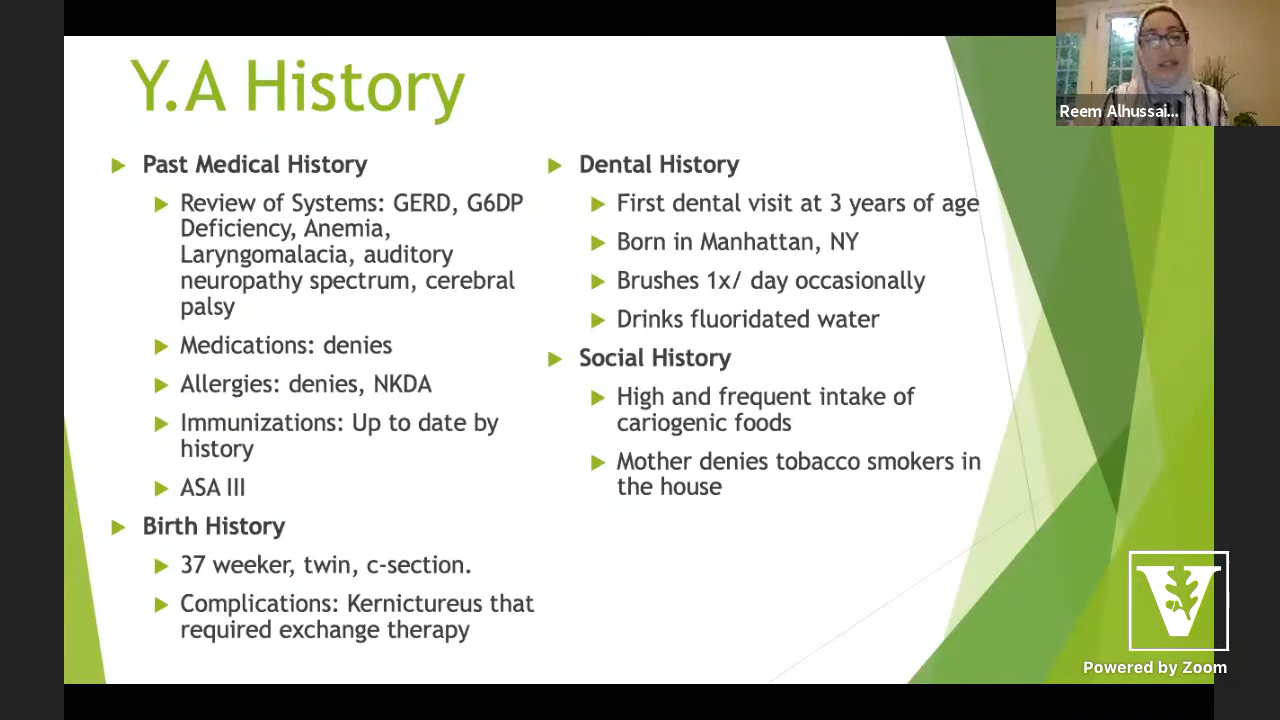 Y.A History
Past Medical History
Review of Systems: GERD, G6DP
Deficiency, Anemia,
Laryngomalacia, auditory
neuropathy spectrum, cerebral
palsy
Medications: denies
Allergies: denies, NKDA
Immunizations: Up to date by
history
ASA III
Birth History
37 weeker, twin, c-section.
Complications: Kernictureus that
required exchange therapy
Dental History
First dental visit at 3 years of age
Born in Manhattan, NY
Brushes 1x/ day occasionally
Drinks fluoridated water
Social History
High and frequent intake of
cariogenic foods
Mother denies tobacco smokers in
the house
Reem Alhussai...
V
Powered by Zoom